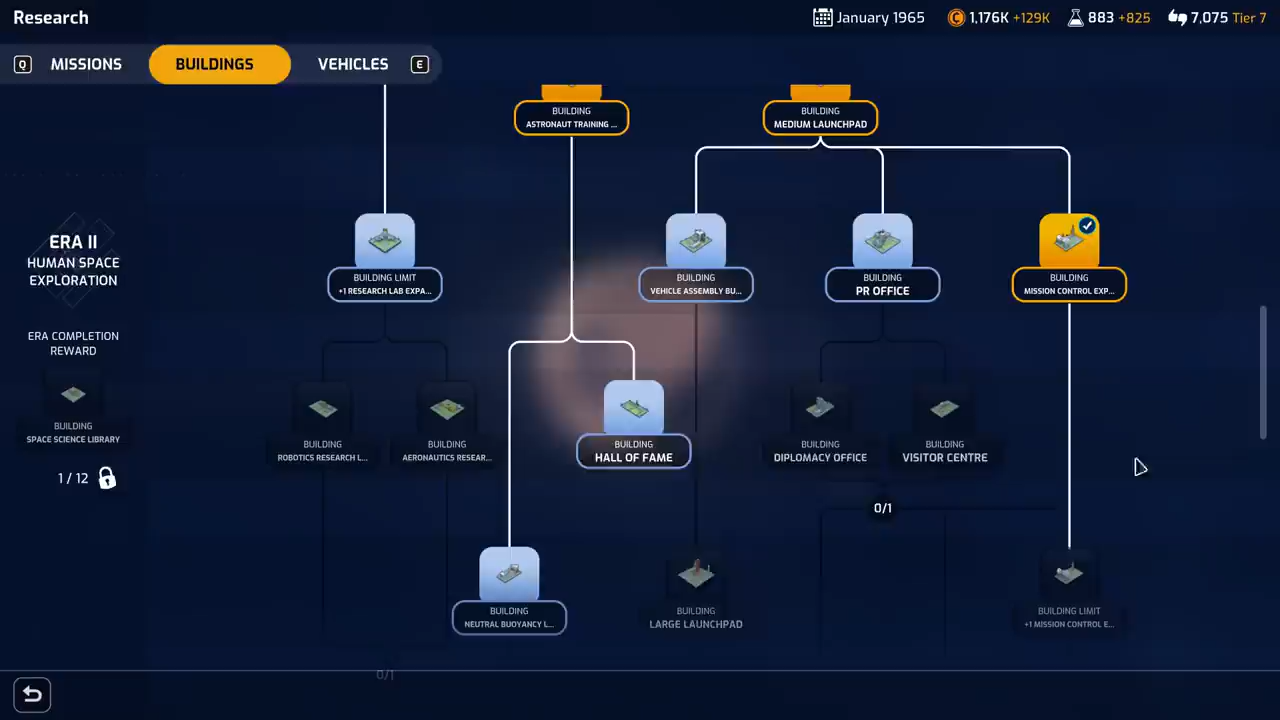 Research
January 1965
1,176K +129K
883 +825
7,075 Tier 7
Q
MISSIONS
BUILDINGS
VEHICLES
E
BUILDING
ASTRONAUT TRAINING ...
BUILDING
MEDIUM LAUNCHPAD
ERA II
HUMAN SPACE
EXPLORATION
ERA COMPLETION
REWARD
BUILDING
SPACE SCIENCE LIBRARY
1 / 12
BUILDING LIMIT
+1 RESEARCH LAB EXPA...
BUILDING
VEHICLE ASSEMBLY BU...
BUILDING
PR OFFICE
BUILDING
MISSION CONTROL EXP...
BUILDING
ROBOTICS RESEARCH L...
BUILDING
AERONAUTICS RESEAR...
BUILDING
HALL OF FAME
BUILDING
DIPLOMACY OFFICE
BUILDING
VISITOR CENTRE
0/1
BUILDING
NEUTRAL BUOYANCY L...
BUILDING
LARGE LAUNCHPAD
BUILDING LIMIT
+1 MISSION CONTROL E...
0/1